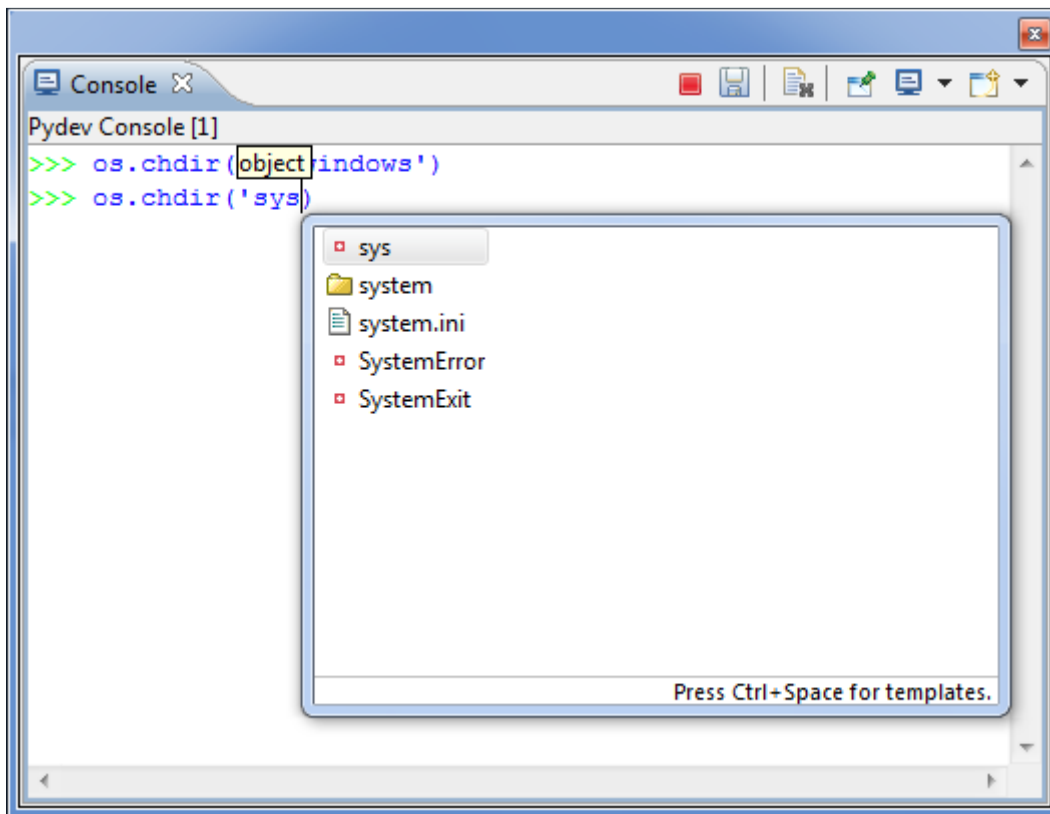 Console
Pydev Console [1]
>>> os.chdir(object indows')
>>> os.chdir('sys)
sys
system
system.ini
SystemError
SystemExit
Press Ctrl+Space for templates.